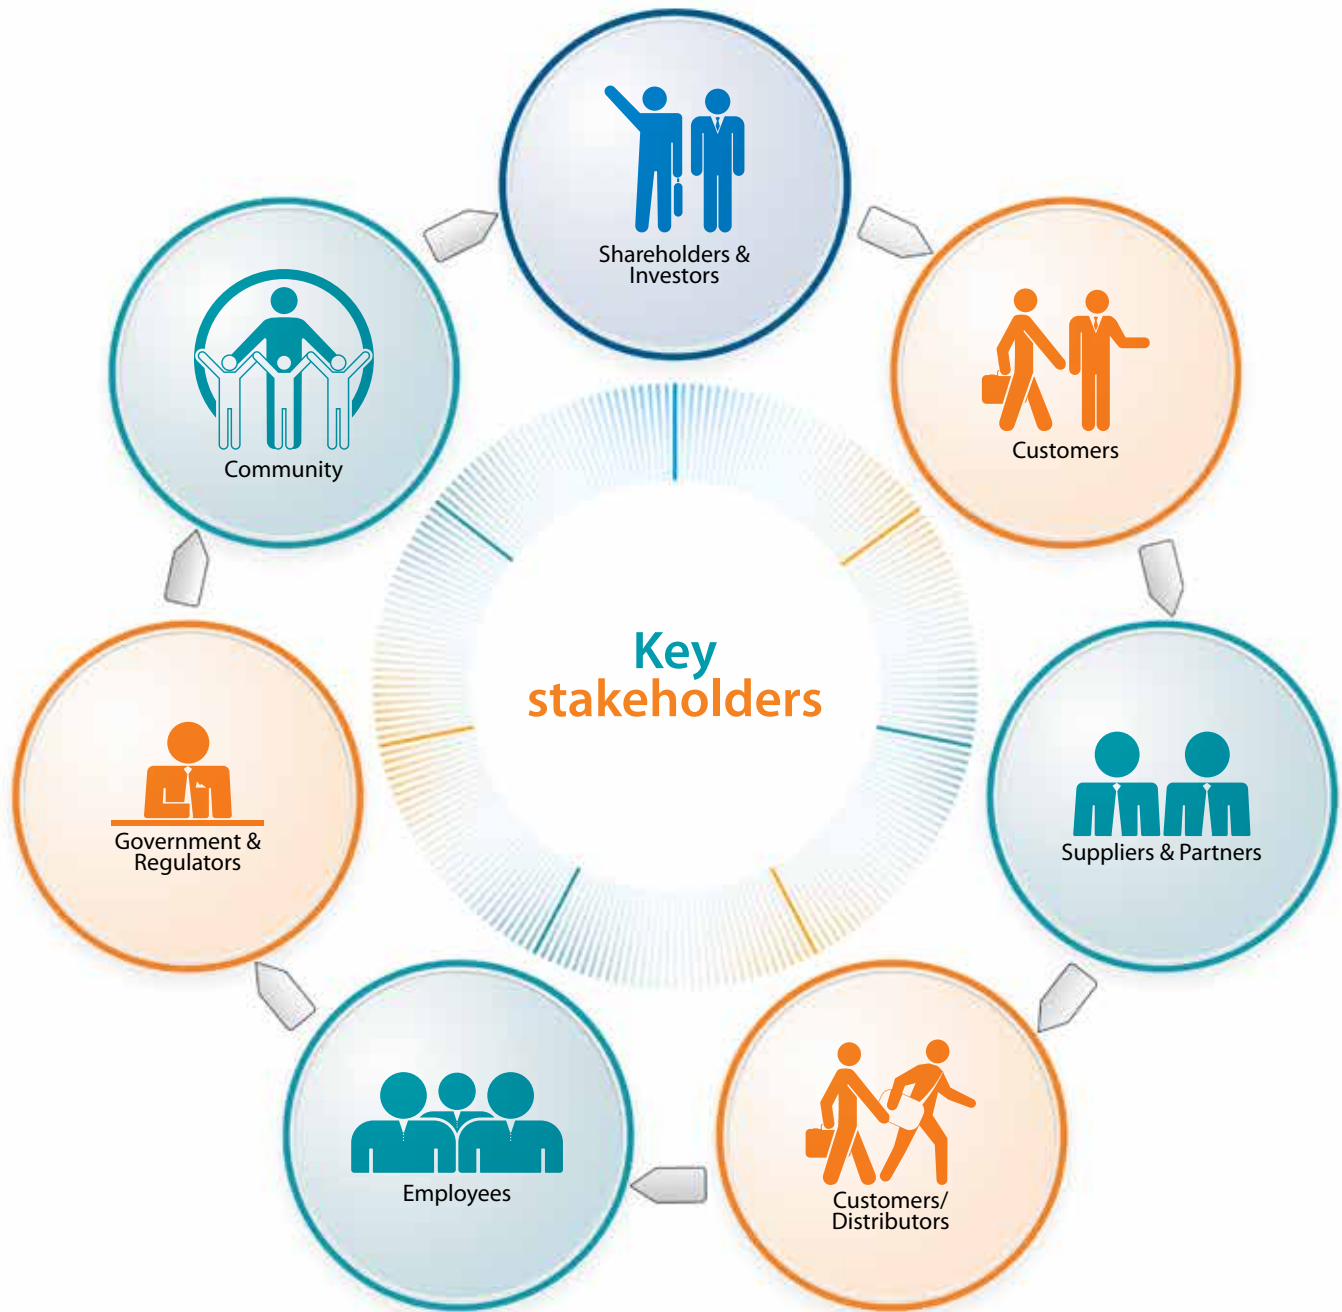 Shareholders &
Investors
Customers
Suppliers & Partners
Customers/
Distributors
Employees
Government &
Regulators
Community
Key
stakeholders